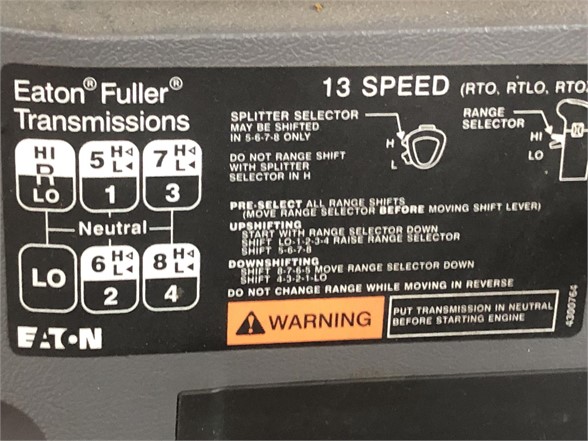 Eaton® Fuller®
Transmissions
13 SPEED (RTO, RTLO, RTO
HI
R
LO
5 H
L
1
7 H
L
3
Neutral
LO
6 H
L
2
8 H
L
4
EATON
SPLITTER SELECTOR
MAY BE SHIFTED
IN 5-6-7-8 ONLY
DO NOT RANGE SHIFT
WITH SPLITTER
SELECTOR IN H
H
L
RANGE
SELECTOR
HI
LO
PRE-SELECT ALL RANGE SHIFTS
(MOVE RANGE SELECTOR BEFORE MOVING SHIFT LEVER)
UPSHIFTING
START WITH RANGE SELECTOR DOWN
SHIFT LO-1-2-3-4 RAISE RANGE SELECTOR
SHIFT 5-6-7-8
DOWNSHIFTING
SHIFT 8-7-6-5 MOVE RANGE SELECTOR DOWN
SHIFT 4-3-2-1-LO
DO NOT CHANGE RANGE WHILE MOVING IN REVERSE
WARNING
PUT TRANSMISSION IN NEUTRAL
BEFORE STARTING ENGINE
4300764